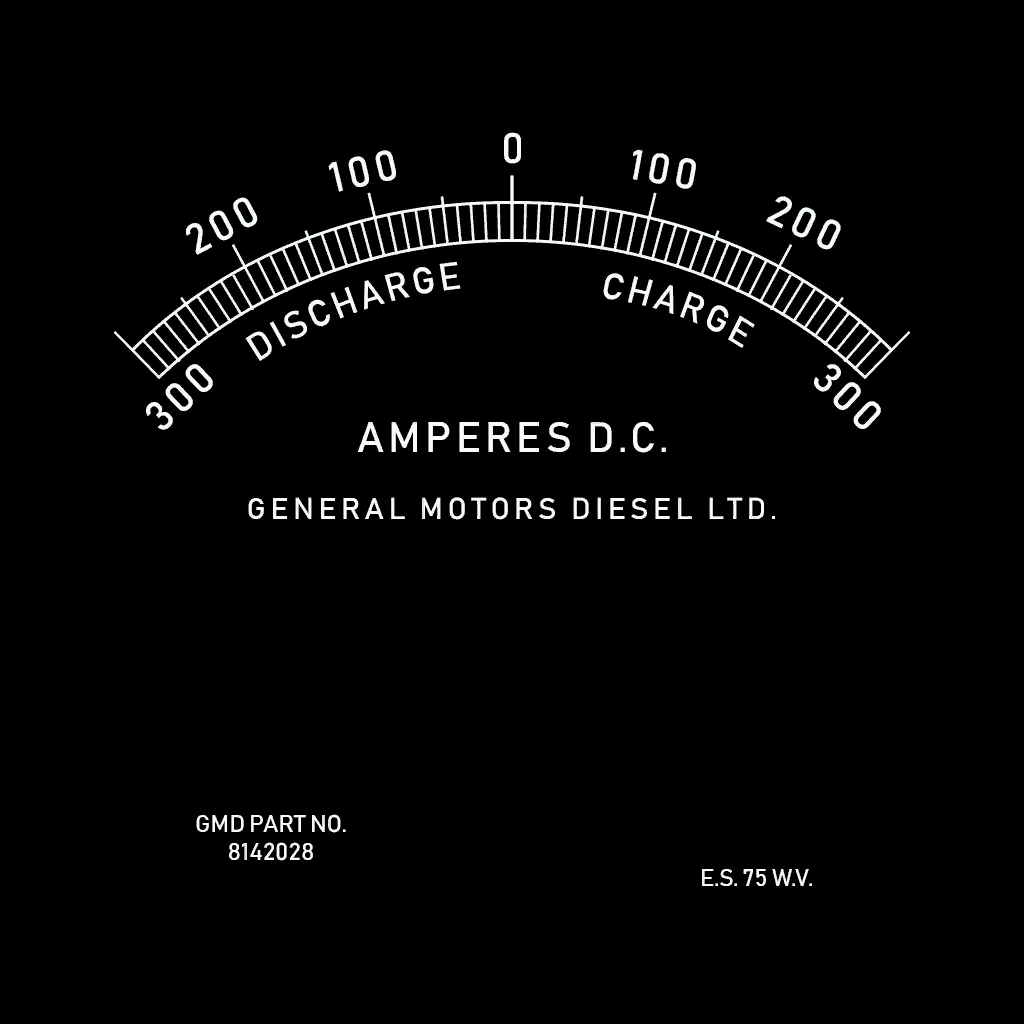 300 200 100 0 100 200 300
DISCHARGE CHARGE
AMPERES D.C.
GENERAL MOTORS DIESEL LTD.
GMD PART NO.
8142028
E.S. 75 W.V.